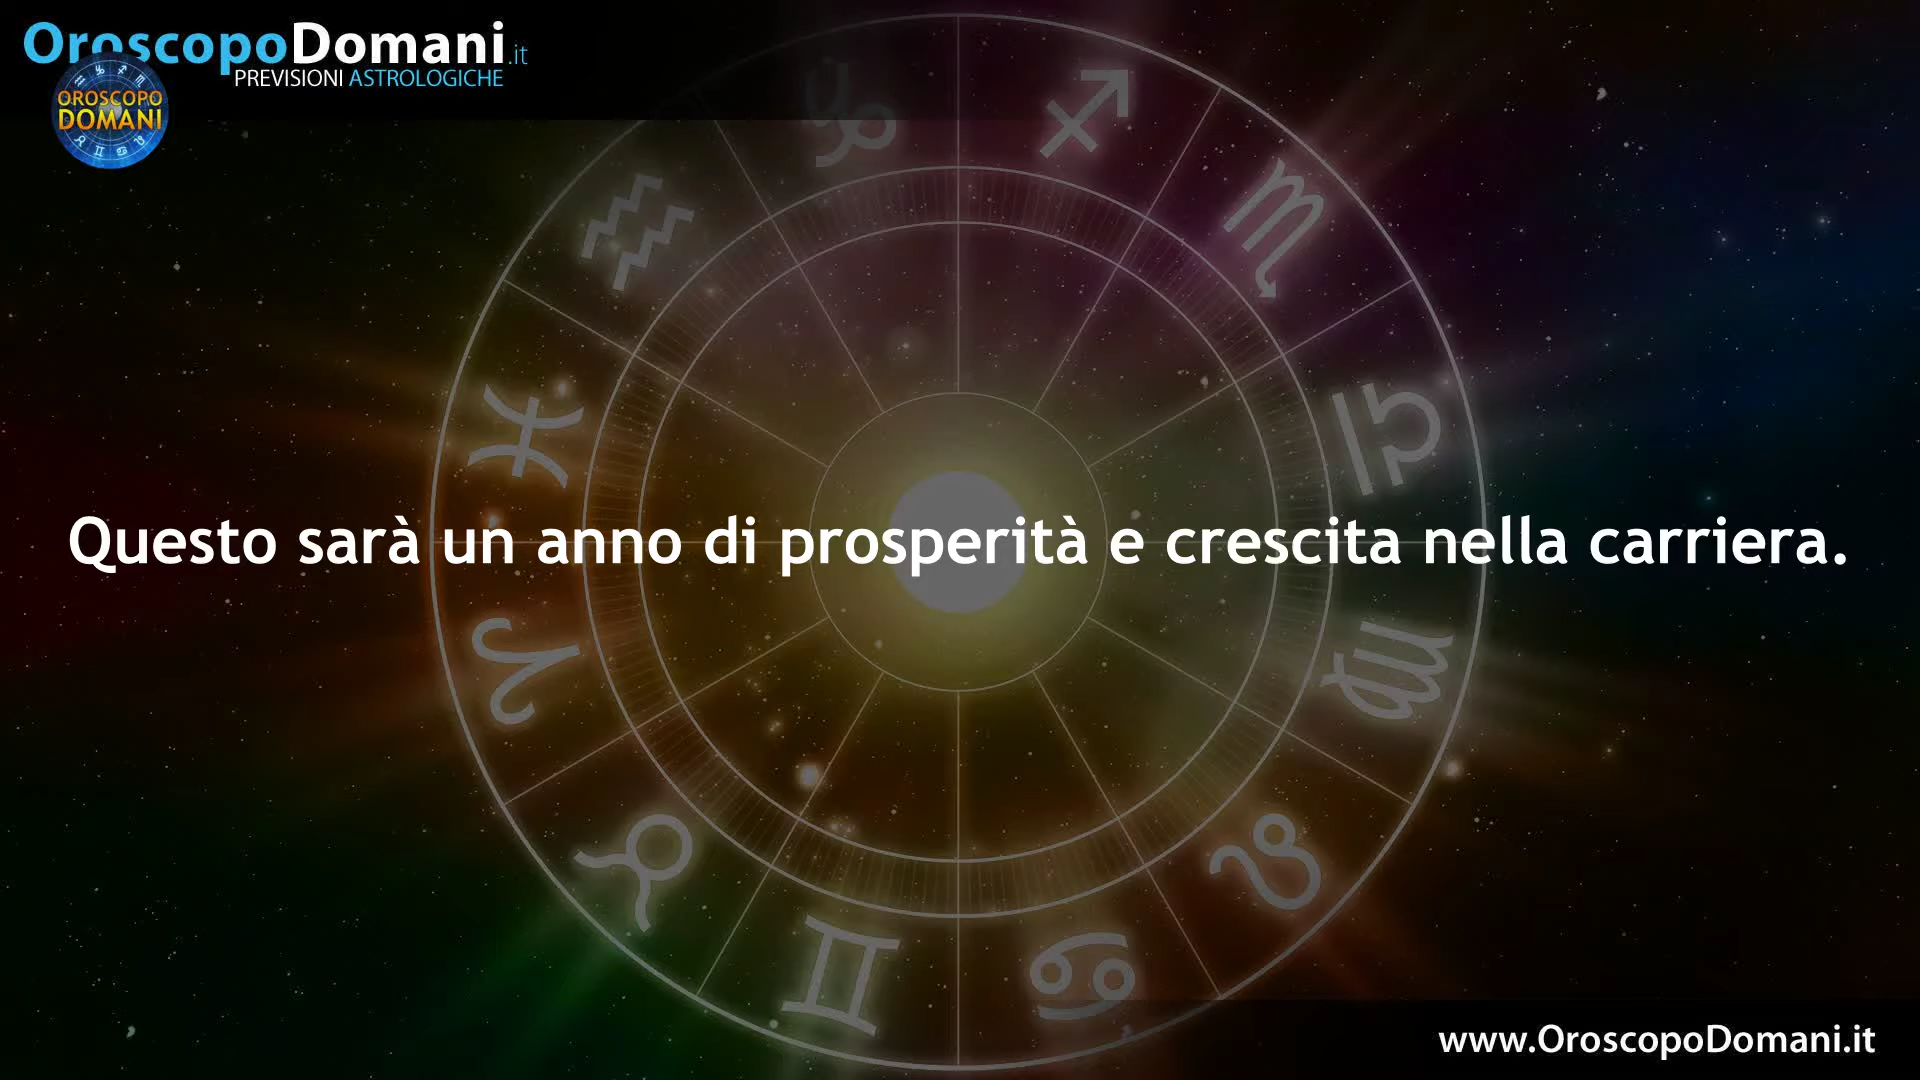 OroscopoDomani.it
PREVISIONI ASTROLOGICHE
OROSCOPO
DOMANI
Questo sarà un anno di prosperità e crescita nella carriera.
www.OroscopoDomani.it